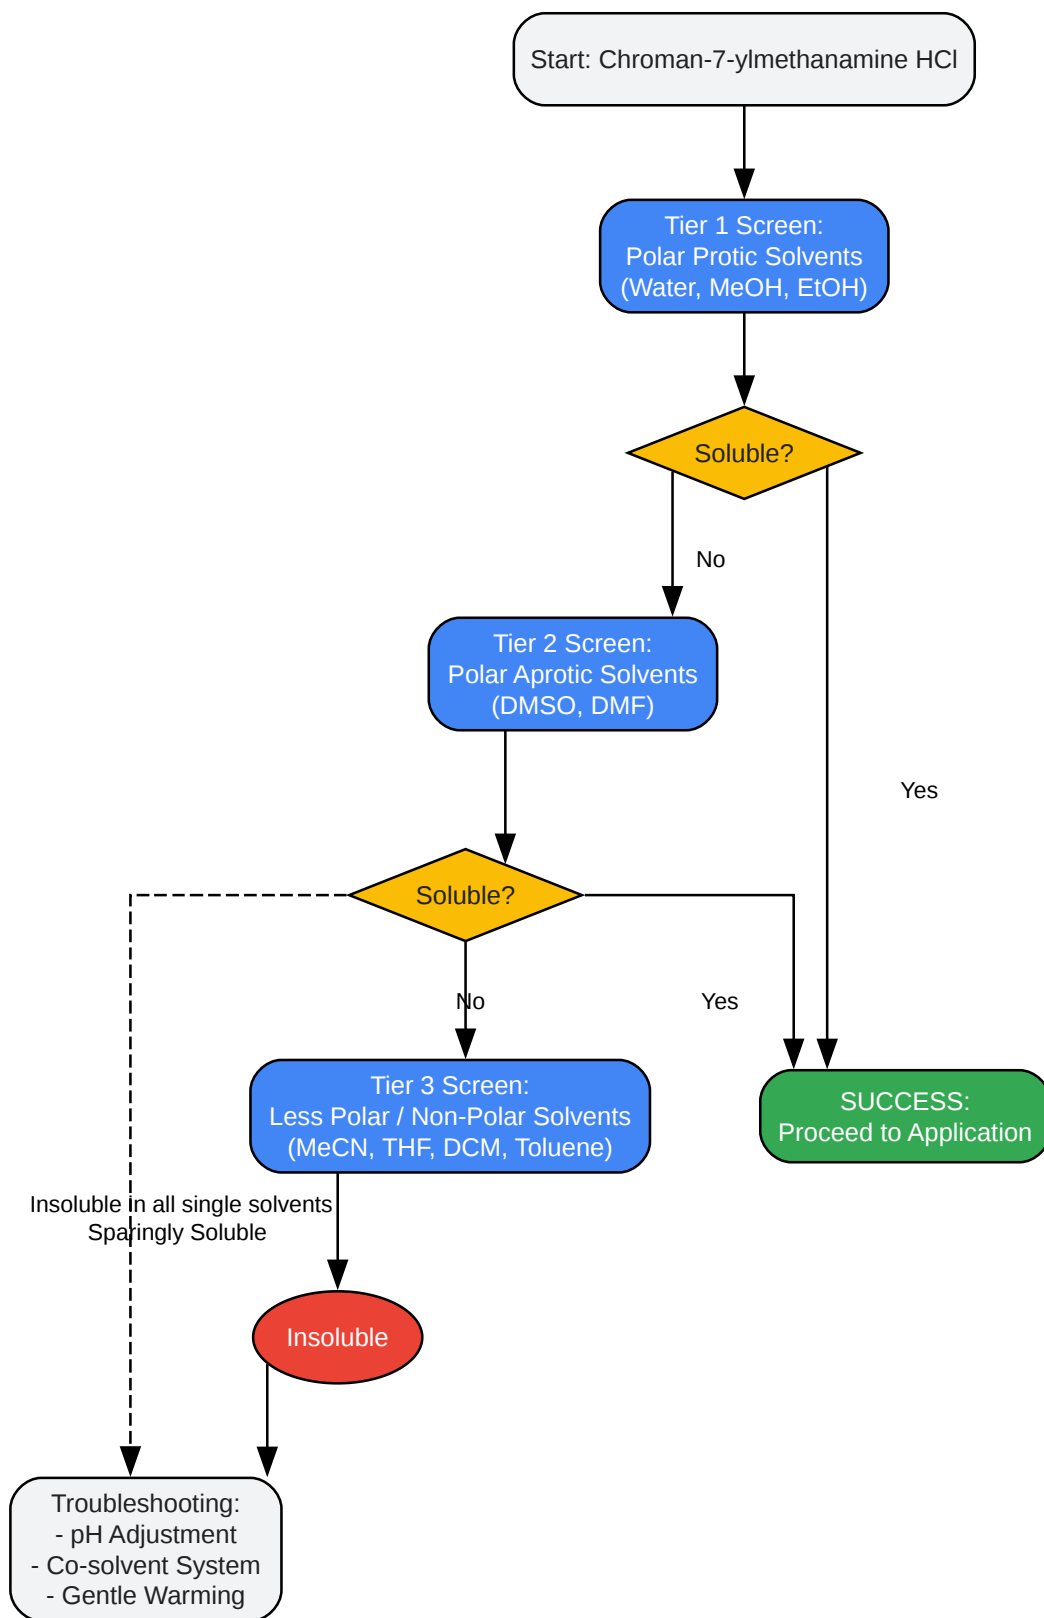 Start: Chroman-7-ylmethanamine HCl
Tier 1 Screen:
Polar Protic Solvents
(Water, MeOH, EtOH)
Soluble?
No
Tier 2 Screen:
Polar Aprotic Solvents
(DMSO, DMF)
Yes
Soluble?
No
Yes
Tier 3 Screen:
Less Polar / Non-Polar Solvents
(MeCN, THF, DCM, Toluene)
SUCCESS:
Proceed to Application
Insoluble in all single solvents
Sparingly Soluble
Insoluble
Troubleshooting:
- pH Adjustment
- Co-solvent System
- Gentle Warming